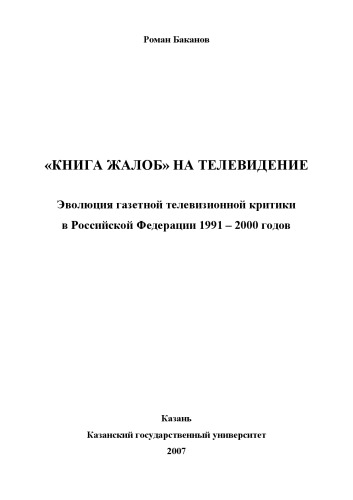 Роман Баканов
«КНИГА ЖАЛОБ» НА ТЕЛЕВИДЕНИЕ
Эволюция газетной телевизионной критики
в Российской Федерации 1991 – 2000 годов
Казань
Казанский государственный университет
2007